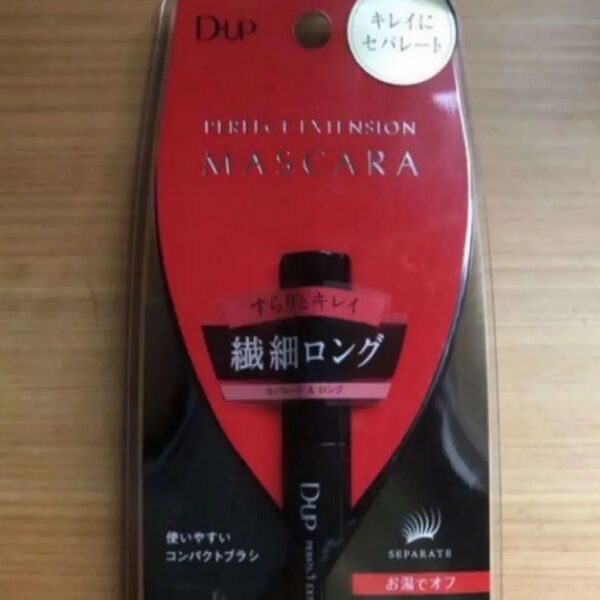 D-UP
キレイに
セパレート
PERFECT EXTENSION
MASCARA
すらりとキレイ
繊細ロング
セパレート & ロング
D-UP
使いやすい
コンパクトブラシ
SEPARATE
お湯でオフ